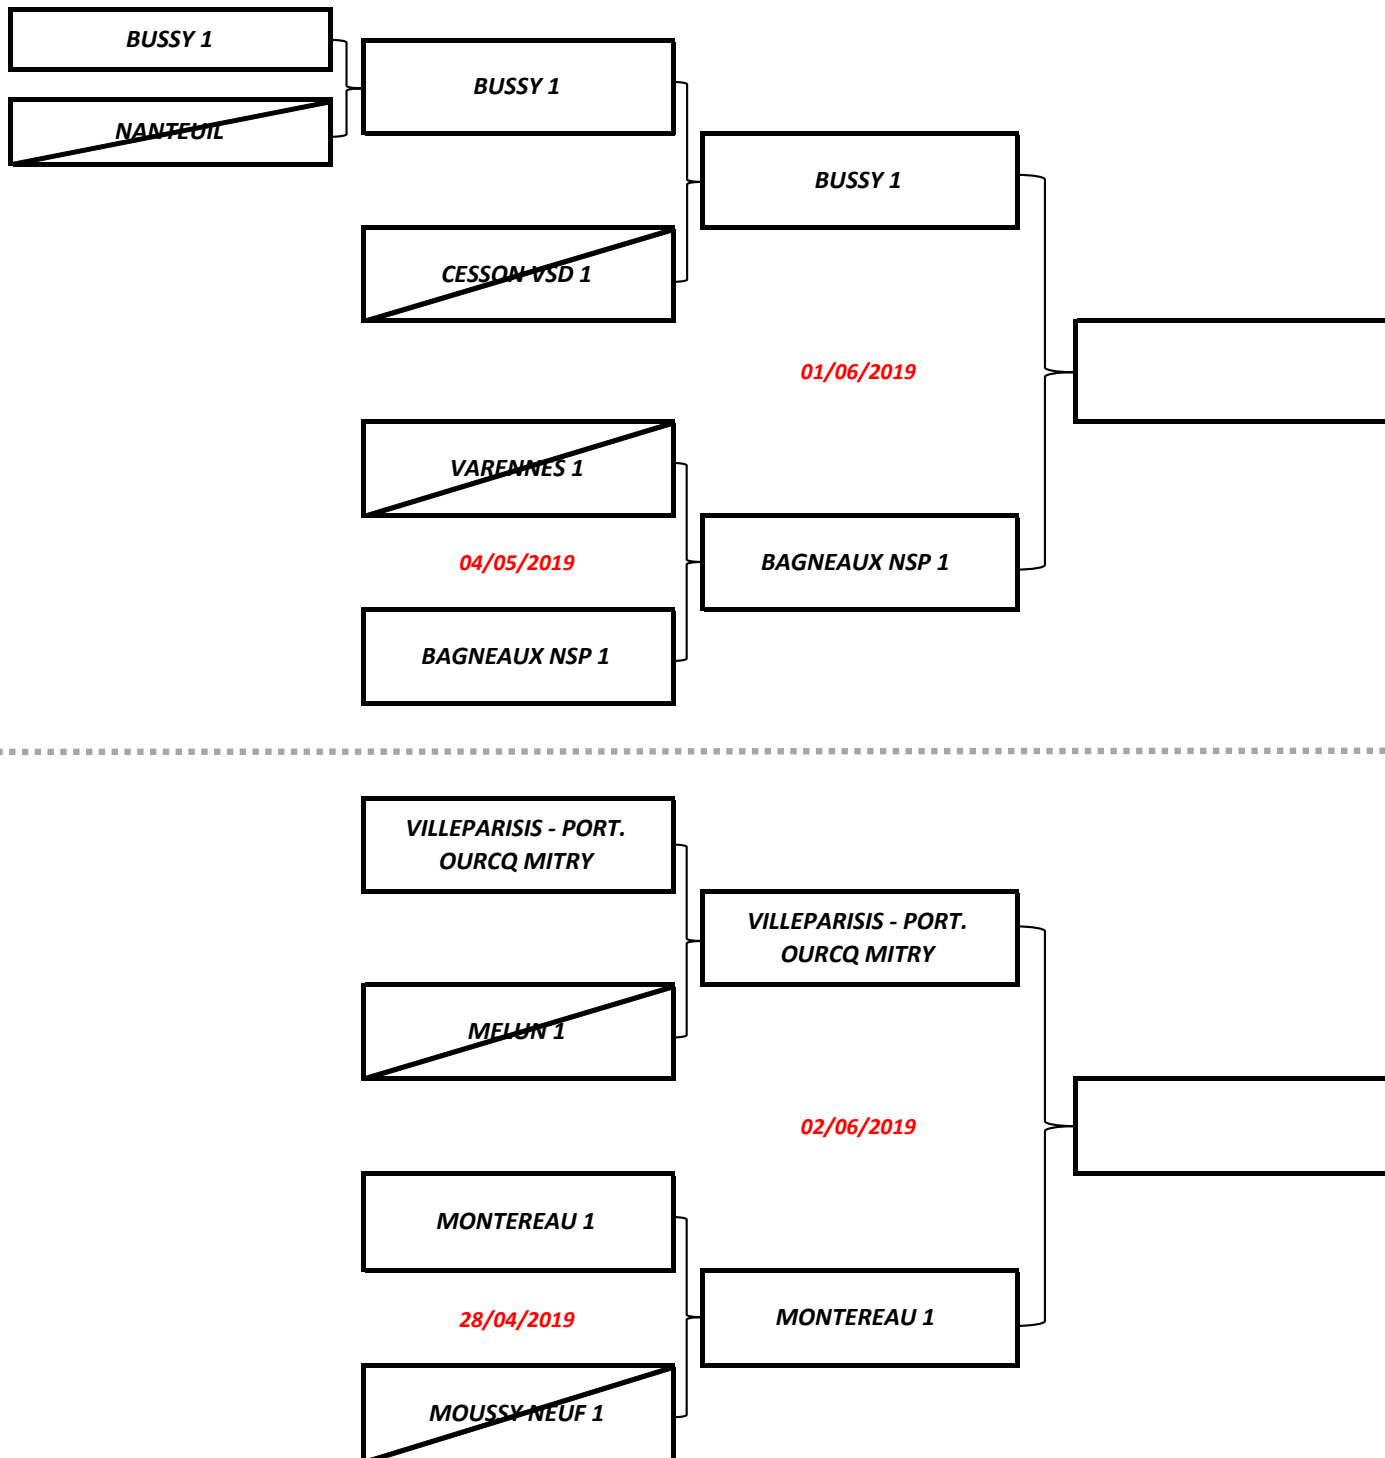 BUSSY 1
NANTEUIL
BUSSY 1
CESSON VSD 1
BUSSY 1
01/06/2019
VARENNES 1
04/05/2019
BAGNEAUX NSP 1
BAGNEAUX NSP 1
VILLEPARISIS - PORT.
OURCQ MITRY
VILLEPARISIS - PORT.
OURCQ MITRY
MELUN 1
02/06/2019
MONTEREAU 1
28/04/2019
MONTEREAU 1
MOUSSY NEUF 1